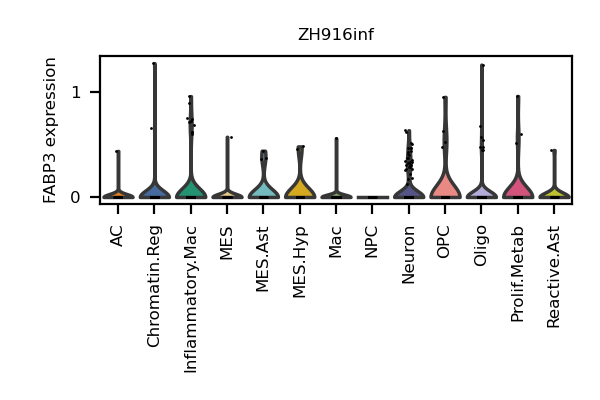 ZH916inf
FABP3 expression
1
0
AC
Chromatin.Reg
Inflammatory.Mac
MES
MES.Ast
MES.Hyp
Mac
NPC
Neuron
OPC
Oligo
Prolif.Metab
Reactive.Ast